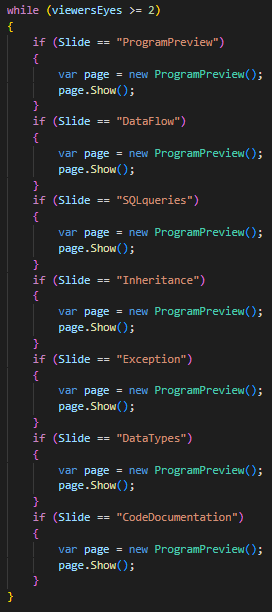 while (viewersEyes >= 2)
{
    if (Slide == "ProgramPreview")
    {
        var page = new ProgramPreview();
        page.Show();
    }
    if (Slide == "DataFlow")
    {
        var page = new ProgramPreview();
        page.Show();
    }
    if (Slide == "SQLqueries")
    {
        var page = new ProgramPreview();
        page.Show();
    }
    if (Slide == "Inheritance")
    {
        var page = new ProgramPreview();
        page.Show();
    }
    if (Slide == "Exception")
    {
        var page = new ProgramPreview();
        page.Show();
    }
    if (Slide == "DataTypes")
    {
        var page = new ProgramPreview();
        page.Show();
    }
    if (Slide == "CodeDocumentation")
    {
        var page = new ProgramPreview();
        page.Show();
    }
}